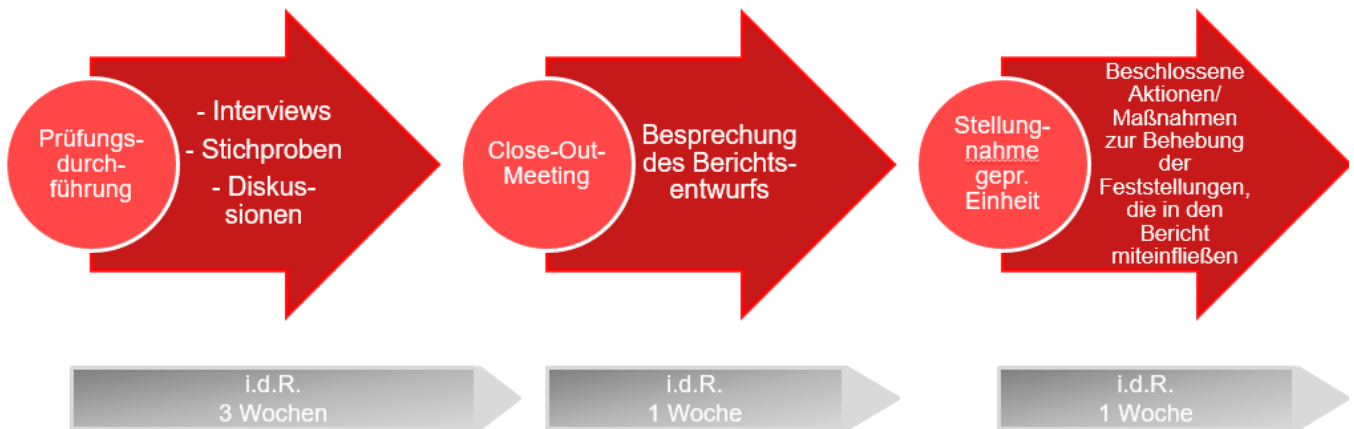 Prüfungs-
durch-
führung
- Interviews
- Stichproben
- Diskus-
sionen
Close-Out-
Meeting
Besprechung
des Berichts-
entwurfs
Stellung-
nahme
gepr.
Einheit
Beschlossene
Aktionen/
Maßnahmen
zur Behebung
der
Feststellungen,
die in den
Bericht
miteinfließen
i.d.R.
3 Wochen
i.d.R.
1 Woche
i.d.R.
1 Woche